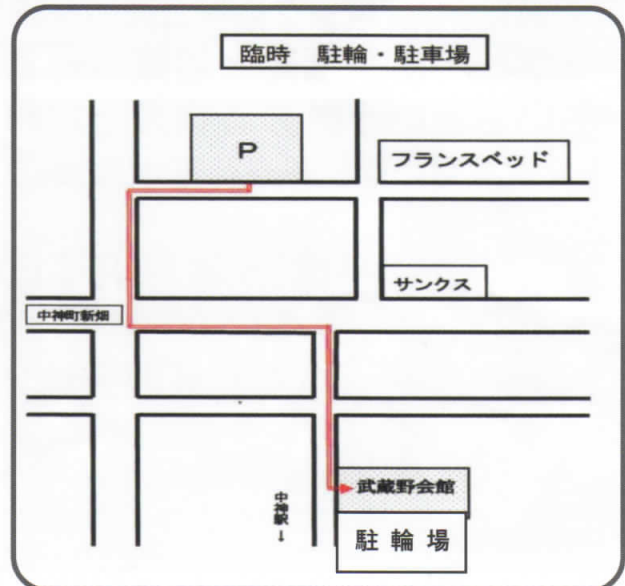 臨時　駐輪・駐車場
P
フランスベッド
サンクス
中神町新畑
武蔵野会館
中神駅↓
駐輪場